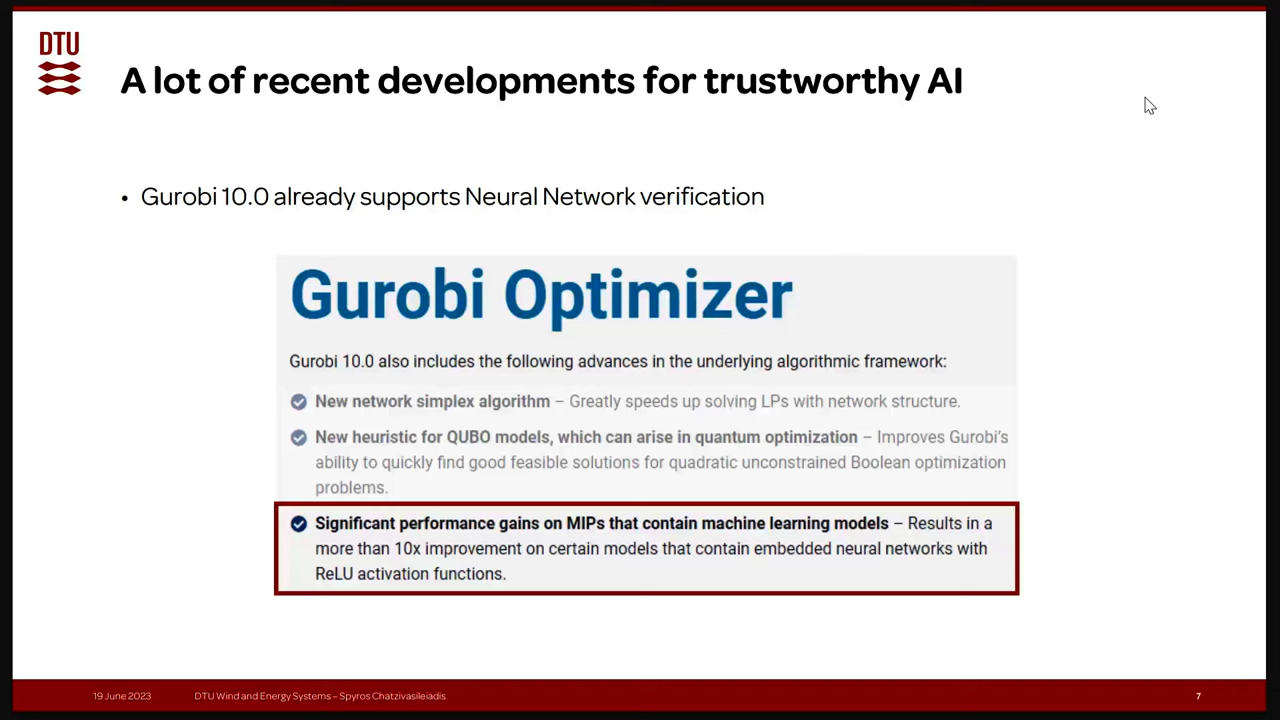 DTU
A lot of recent developments for trustworthy AI
• Gurobi 10.0 already supports Neural Network verification
Gurobi Optimizer
Gurobi 10.0 also includes the following advances in the underlying algorithmic framework:
New network simplex algorithm – Greatly speeds up solving LPs with network structure.
New heuristic for QUBO models, which can arise in quantum optimization – Improves Gurobi's
ability to quickly find good feasible solutions for quadratic unconstrained Boolean optimization
problems.
Significant performance gains on MIPs that contain machine learning models – Results in a
more than 10x improvement on certain models that contain embedded neural networks with
ReLU activation functions.
19 June 2023 DTU Wind and Energy Systems – Spyros Chatzivasileiadis 7